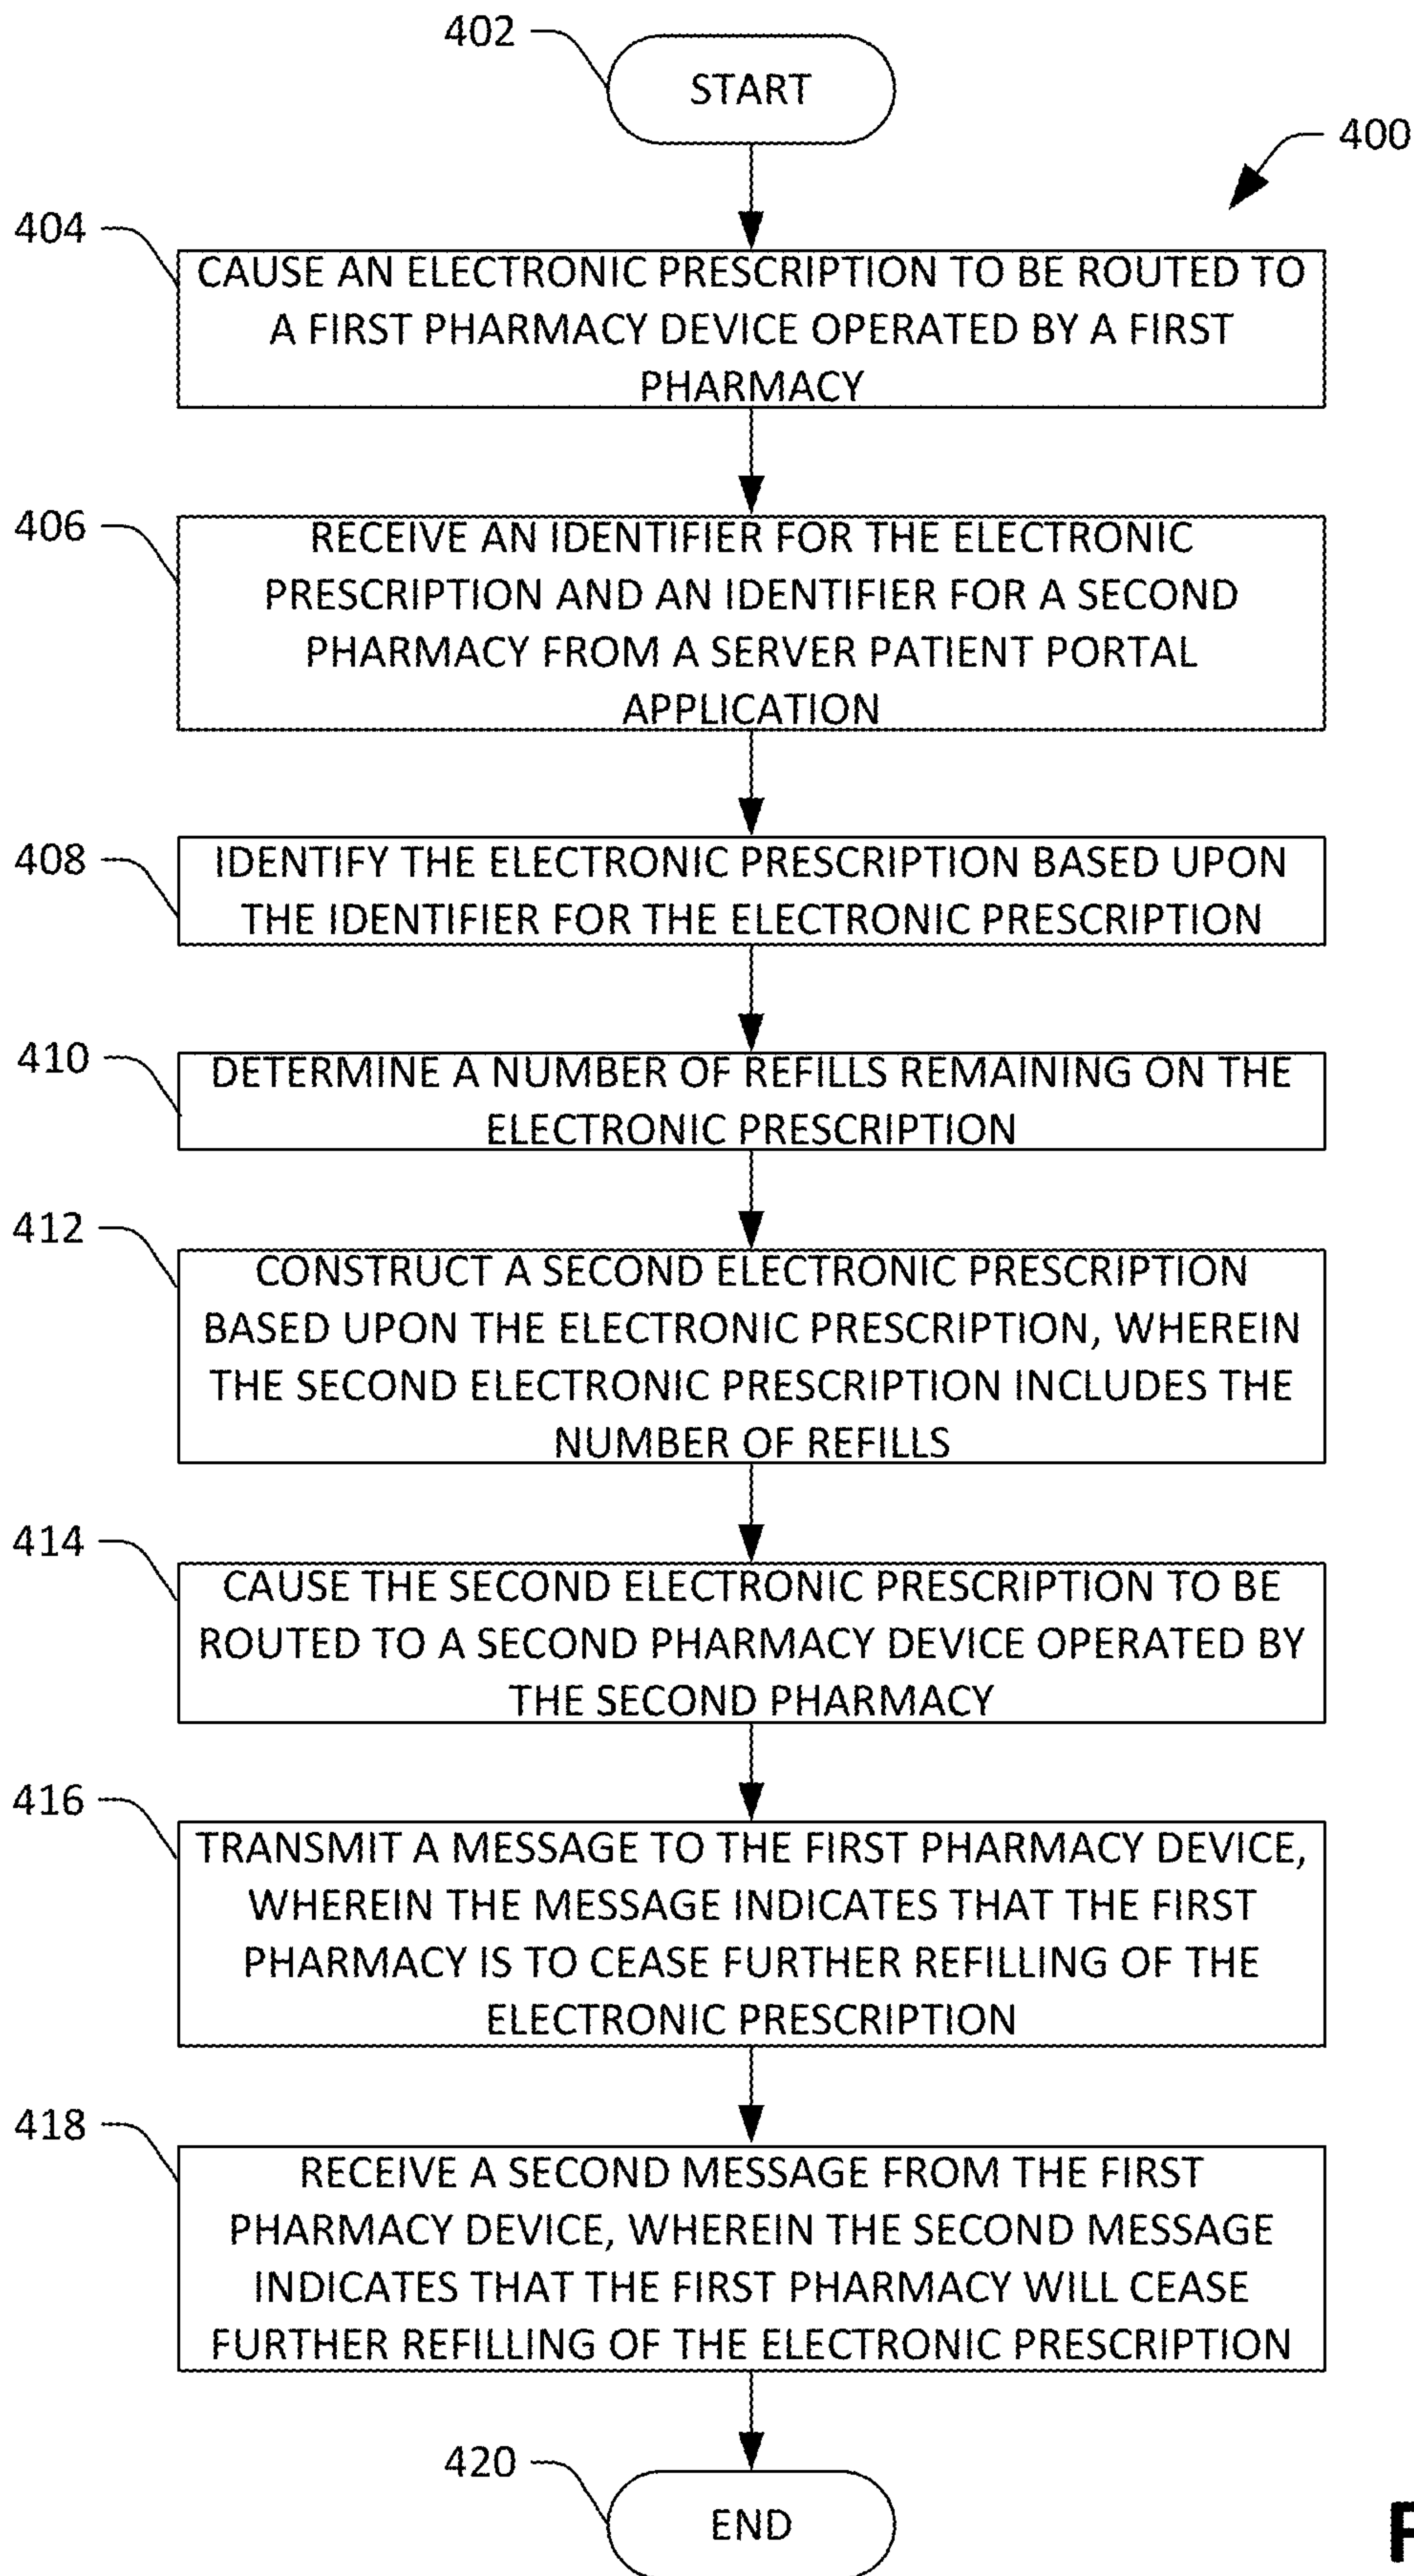 402
START
400
404
CAUSE AN ELECTRONIC PRESCRIPTION TO BE ROUTED TO
A FIRST PHARMACY DEVICE OPERATED BY A FIRST
PHARMACY
406
RECEIVE AN IDENTIFIER FOR THE ELECTRONIC
PRESCRIPTION AND AN IDENTIFIER FOR A SECOND
PHARMACY FROM A SERVER PATIENT PORTAL
APPLICATION
408
IDENTIFY THE ELECTRONIC PRESCRIPTION BASED UPON
THE IDENTIFIER FOR THE ELECTRONIC PRESCRIPTION
410
DETERMINE A NUMBER OF REFILLS REMAINING ON THE
ELECTRONIC PRESCRIPTION
412
CONSTRUCT A SECOND ELECTRONIC PRESCRIPTION
BASED UPON THE ELECTRONIC PRESCRIPTION, WHEREIN
THE SECOND ELECTRONIC PRESCRIPTION INCLUDES THE
NUMBER OF REFILLS
414
CAUSE THE SECOND ELECTRONIC PRESCRIPTION TO BE
ROUTED TO A SECOND PHARMACY DEVICE OPERATED BY
THE SECOND PHARMACY
416
TRANSMIT A MESSAGE TO THE FIRST PHARMACY DEVICE,
WHEREIN THE MESSAGE INDICATES THAT THE FIRST
PHARMACY IS TO CEASE FURTHER REFILLING OF THE
ELECTRONIC PRESCRIPTION
418
RECEIVE A SECOND MESSAGE FROM THE FIRST
PHARMACY DEVICE, WHEREIN THE SECOND MESSAGE
INDICATES THAT THE FIRST PHARMACY WILL CEASE
FURTHER REFILLING OF THE ELECTRONIC PRESCRIPTION
420
END